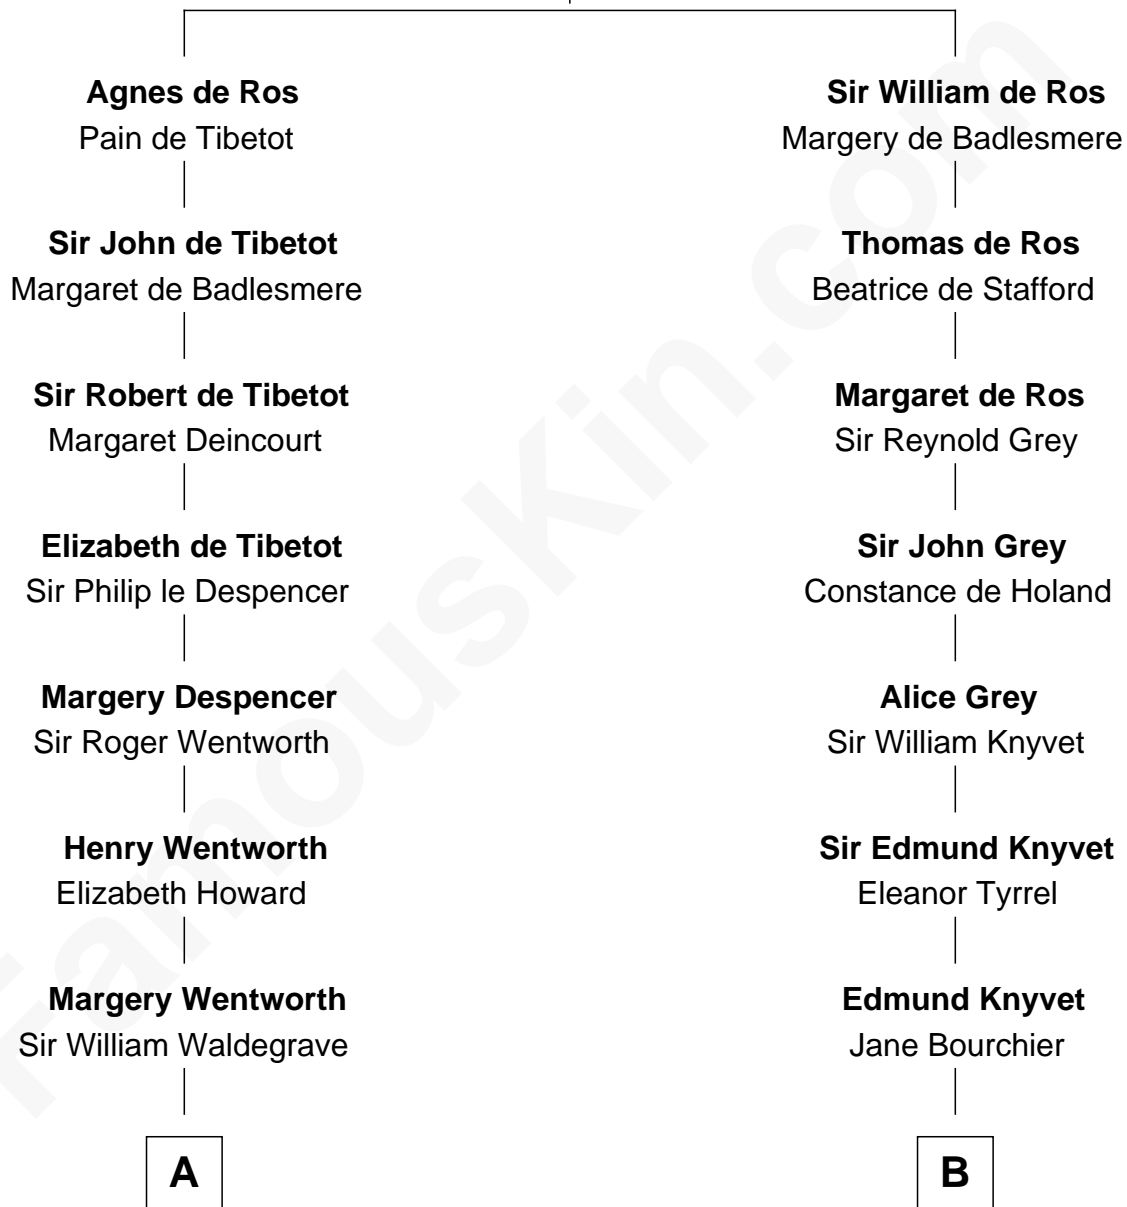 Agnes de Ros
Pain de Tibetot
Sir William de Ros
Margery de Badlesmere
Sir John de Tibetot
Margaret de Badlesmere
Thomas de Ros
Beatrice de Stafford
Sir Robert de Tibetot
Margaret Deincourt
Margaret de Ros
Sir Reynold Grey
Elizabeth de Tibetot
Sir Philip le Despencer
Sir John Grey
Constance de Holand
Margery Despencer
Sir Roger Wentworth
Alice Grey
Sir William Knyvet
Henry Wentworth
Elizabeth Howard
Sir Edmund Knyvet
Eleanor Tyrrel
Margery Wentworth
Sir William Waldegrave
Edmund Knyvet
Jane Bourchier
A
B
FamousKin.com